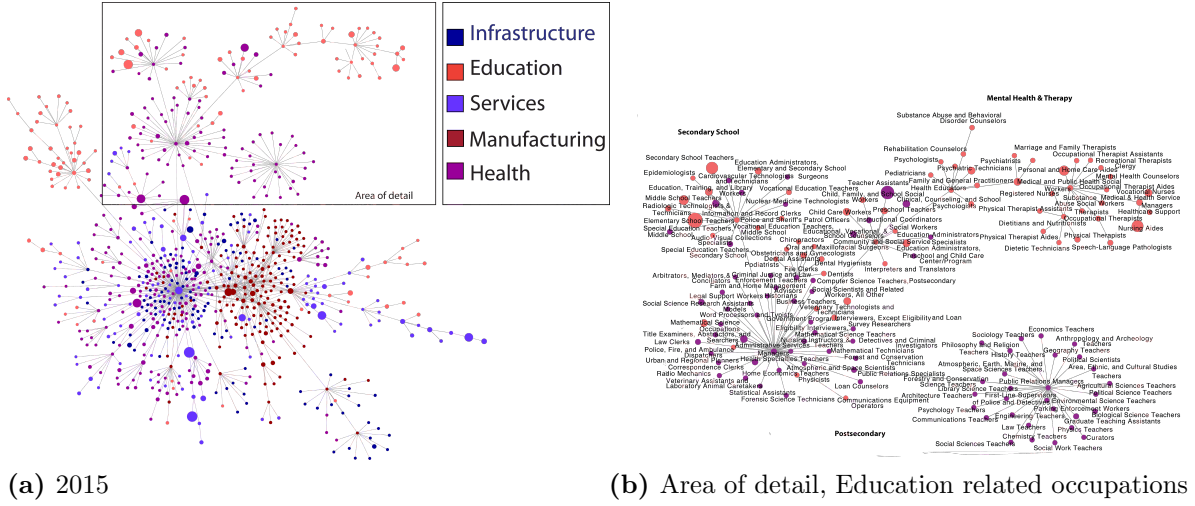 Infrastructure
Education
Services
Manufacturing
Health
Area of detail
(a) 2015
Mental Health & Therapy
Substance Abuse and Behavioral
Disorder Counselors
Secondary School
Rehabilitation Counselors
Marriage and Family Therapists
Psychologists
Psychiatrists
Occupational Therapist Assistants
Secondary School Teachers
Education Administrators,
Elementary and Secondary School
Psychiatric Technicians
Recreational Therapists
Clergy
Epidemiologists
Cardiovascular Technologists
Surgeons
and Technicians
Pediatricians
Personal and Home Care Aides
Mental Health Counselors
Education, Training, and Library
Workers
Vocational Education Teachers
Teacher Assistants
Family and General Practitioners
Medical and Public Health Social
Workers
Occupational Therapist Aides
Vocational Nurses
Middle School Teachers
Nuclear Medicine Technologists
Child, Family, and School Social
Workers
Health Educators
Registered Nurses
Clinical, Counseling, and School
Psychologists
Substance
Abuse Social Workers
Medical & Health Service
Managers
Radiologic Technologists &
Technicians
Information and Record Clerks
Child Care Workers
Preschool Teachers
Physical Therapist Assistants
Therapists
Healthcare Support
Elementary School Teachers
Police and Sheriff's Patrol Officers
Instructional Coordinators
Dietitians and Nutritionists
Occupational Therapists
Nursing Aides
Special Education Teachers
Middle School
Vocational Teachers
Educational, Vocational, &
School Counselors
Social Workers
Physical Therapist Aides
Physical Therapists
Audio-Visual Collections
Specialists
Chiropractors
Community and Social Service Specialists
Education Administrators
Dietetic Technicians
Speech-Language Pathologists
Special Education Teachers
Secondary School
Oral and Maxillofacial Surgeons
Obstetricians and Gynecologists
Preschool and Child Care
Center/Program
Podiatrists
Dental Assistants
Dental Hygienists
Interpreters and Translators
File Clerks
Dentists
Arbitrators, Mediators, &
Conciliators
Criminal Justice and Law
Enforcement Teachers
Computer Science Teachers, Postsecondary
Farm and Home Management
Advisors
Social Scientists and Related
Workers, All Other
Legal Support Workers
Historians
Social Science Research Assistants
Models
Business Teachers
Veterinary Technologists and
Technicians
Word Processors and Typists
Government Program
Interviewers, Except Eligibility and Loan
Mathematical Science
Occupations
Eligibility Interviewers,
Survey Researchers
Economics Teachers
Title Examiners, Abstractors, and
Searchers
Mathematical Science Teachers
Sociology Teachers
Anthropology and Archeology
Teachers
Law Clerks
Nursing Instructors
Detectives and Criminal
Investigators
Philosophy and Religion
Teachers
Geography Teachers
Police, Fire, and Ambulance
Dispatchers
Administrative Services
Managers
Teachers
Mathematical Technicians
History Teachers
Political Scientists
Urban and Regional Planners
Health Specialties Teachers
Forest and Conservation
Technicians
Atmospheric, Earth, Marine, and
Space Sciences Teachers
Area, Ethnic, and Cultural Studies
Teachers
Correspondence Clerks
Atmospheric and Space Scientists
Radio Mechanics
Home Economics Teachers
Public Relations Specialists
Forestry and Conservation
Science Teachers
Public Relations Managers
Agricultural Sciences Teachers
Veterinary Assistants and
Laboratory Animal Caretakers
Physicists
Loan Counselors
Library Science Teachers
First-Line Supervisors
of Police and Detectives
Political Science Teachers
Statistical Assistants
Architecture Teachers
Environmental Science Teachers
Forensic Science Technicians
Communications Equipment
Operators
Psychology Teachers
Parking Enforcement Workers
Biological Science Teachers
Communications Teachers
Engineering Teachers
Graduate Teaching Assistants
Law Teachers
Physics Teachers
Postsecondary
Chemistry Teachers
Curators
Social Sciences Teachers
Social Work Teachers
(b) Area of detail, Education related occupations